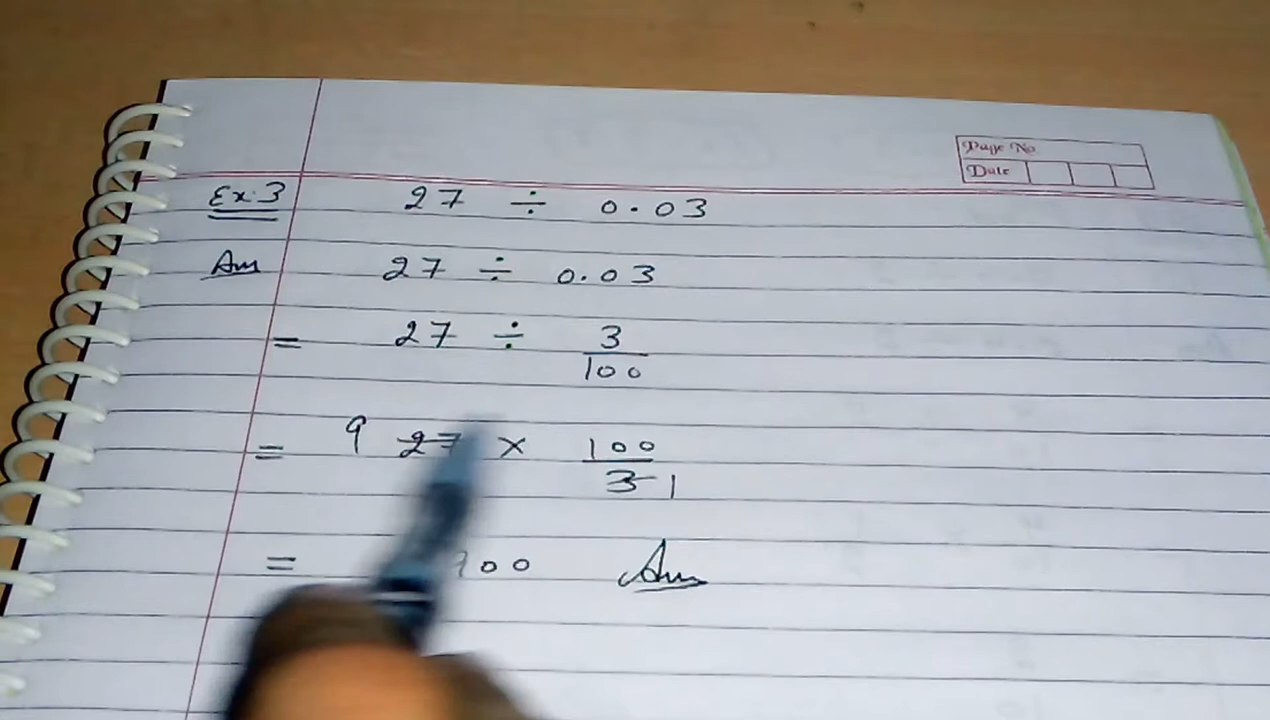 Page No
Date
Ex.3 27 ÷ 0.03
Ans 27 ÷ 0.03
= 27 ÷ 3/100
= 9 27 × 100/3 1
= 900 Ans